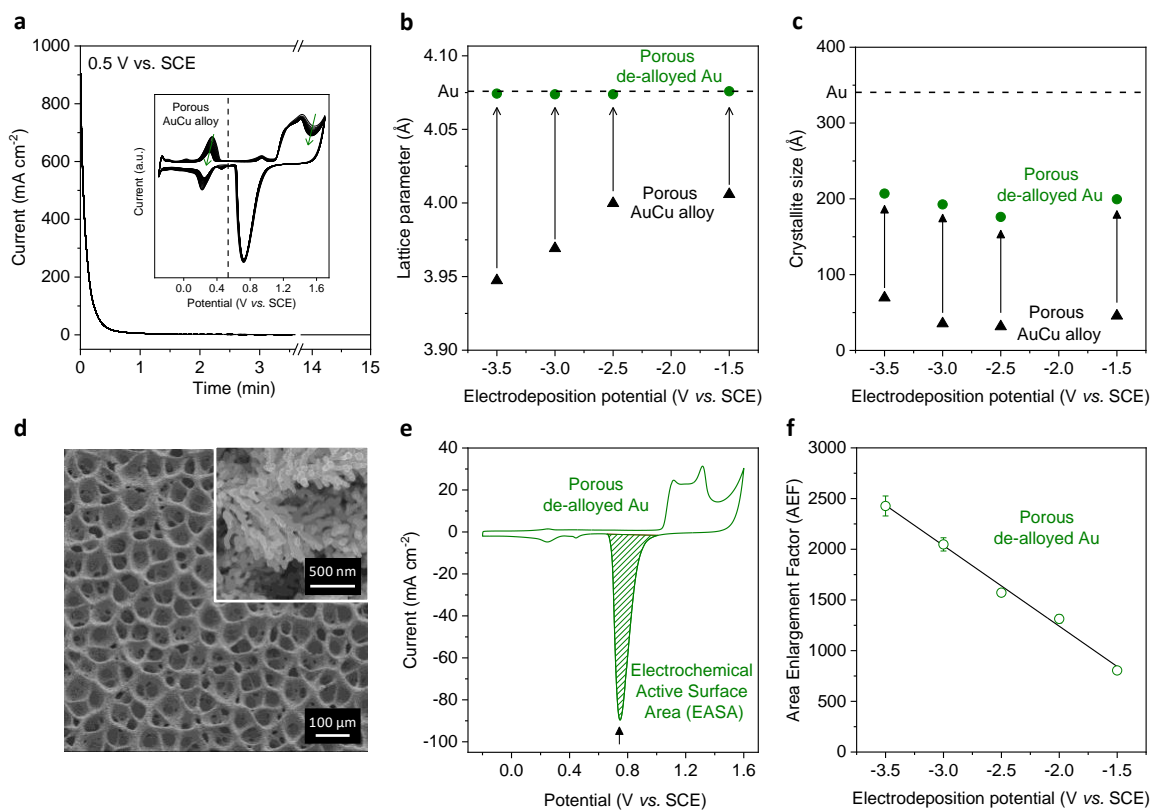 a
1000
800
600
400
200
0
Current (mA cm-2)
0.5 V vs. SCE
0
1
2
3
14
15
Time (min)
Porous
AuCu alloy
Current (a.u.)
0.0
0.4
0.8
1.2
1.6
Potential (V vs. SCE)
b
4.10
Au
4.05
4.00
3.95
3.90
Lattice parameter (Å)
Porous
de-alloyed Au
Porous
AuCu alloy
-3.5
-3.0
-2.5
-2.0
-1.5
Electrodeposition potential (V vs. SCE)
c
400
Au
300
200
100
0
Crystallite size (Å)
Porous
de-alloyed Au
Porous
AuCu alloy
-3.5
-3.0
-2.5
-2.0
-1.5
Electrodeposition potential (V vs. SCE)
d
500 nm
100 µm
e
40
20
0
-20
-40
-60
-80
-100
Current (mA cm-2)
Porous
de-alloyed Au
Electrochemical
Active Surface
Area (EASA)
0.0
0.4
0.8
1.2
1.6
Potential (V vs. SCE)
f
3000
2500
2000
1500
1000
500
0
Area Enlargement Factor (AEF)
Porous
de-alloyed Au
-3.5
-3.0
-2.5
-2.0
-1.5
Electrodeposition potential (V vs. SCE)